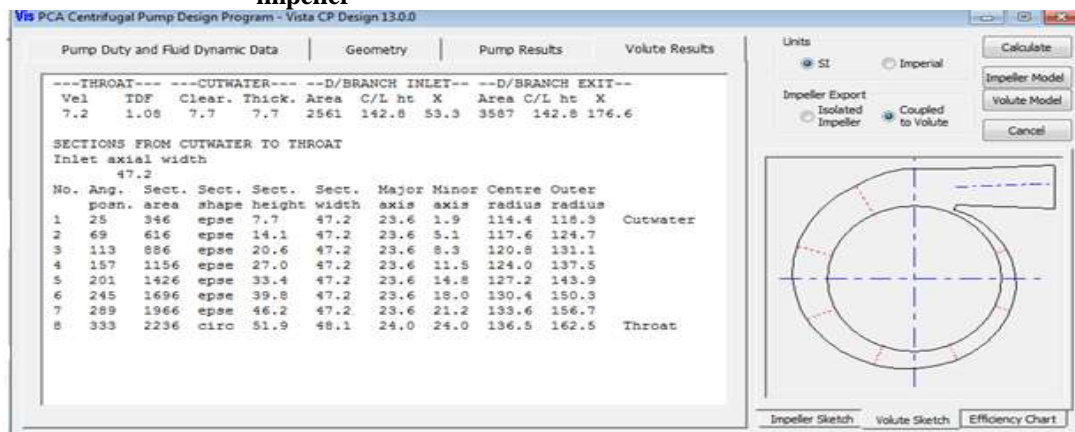 impeller
Vis PCA Centrifugal Pump Design Program - Vista CP Design 13.0.0
Pump Duty and Fluid Dynamic Data Geometry Pump Results Volute Results
---THROAT--- ---CUTWATER--- --D/BRANCH INLET-- --D/BRANCH EXIT--
Vel TDF Clear. Thick. Area C/L ht X Area C/L ht X
7.2 1.08 7.7 7.7 2561 142.8 53.3 3587 142.8 176.6
SECTIONS FROM CUTWATER TO THROAT
Inlet axial width
47.2
No. Ang. Sect. Sect. Sect. Sect. Major Minor Centre Outer
posn. area shape height width axis axis radius radius
1 25 346 epse 7.7 47.2 23.6 1.9 114.4 118.3 Cutwater
2 69 616 epse 14.1 47.2 23.6 5.1 117.6 124.7
3 113 886 epse 20.6 47.2 23.6 8.3 120.8 131.1
4 157 1156 epse 27.0 47.2 23.6 11.5 124.0 137.5
5 201 1426 epse 33.4 47.2 23.6 14.8 127.2 143.9
6 245 1696 epse 39.8 47.2 23.6 18.0 130.4 150.3
7 289 1966 epse 46.2 47.2 23.6 21.2 133.6 156.7
8 333 2236 circ 51.9 48.1 24.0 24.0 136.5 162.5 Throat
Units
SI Imperial
Impeller Export
Isolated Impeller Coupled to Volute
Calculate
Impeller Model
Volute Model
Cancel
Impeller Sketch Volute Sketch Efficiency Chart